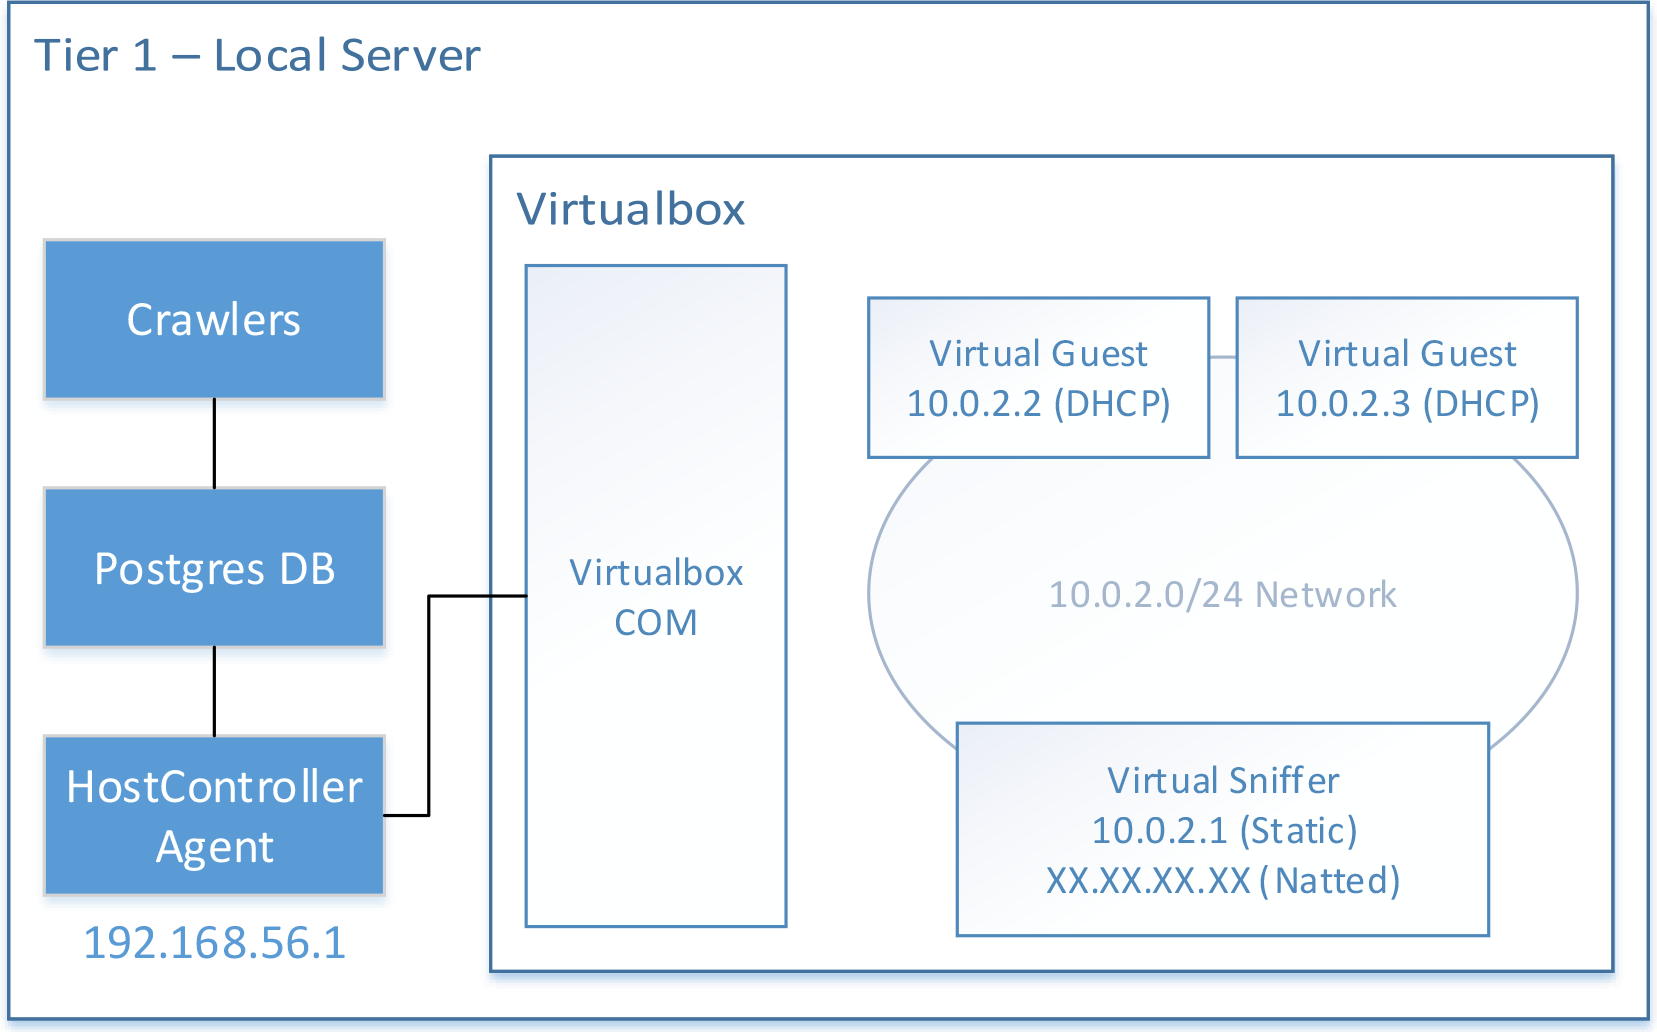 Tier 1 – Local Server
Virtualbox
Crawlers
Postgres DB
HostController
Agent
192.168.56.1
Virtualbox
COM
Virtual Guest
10.0.2.2 (DHCP)
Virtual Guest
10.0.2.3 (DHCP)
10.0.2.0/24 Network
Virtual Sniffer
10.0.2.1 (Static)
XX.XX.XX.XX (Natted)